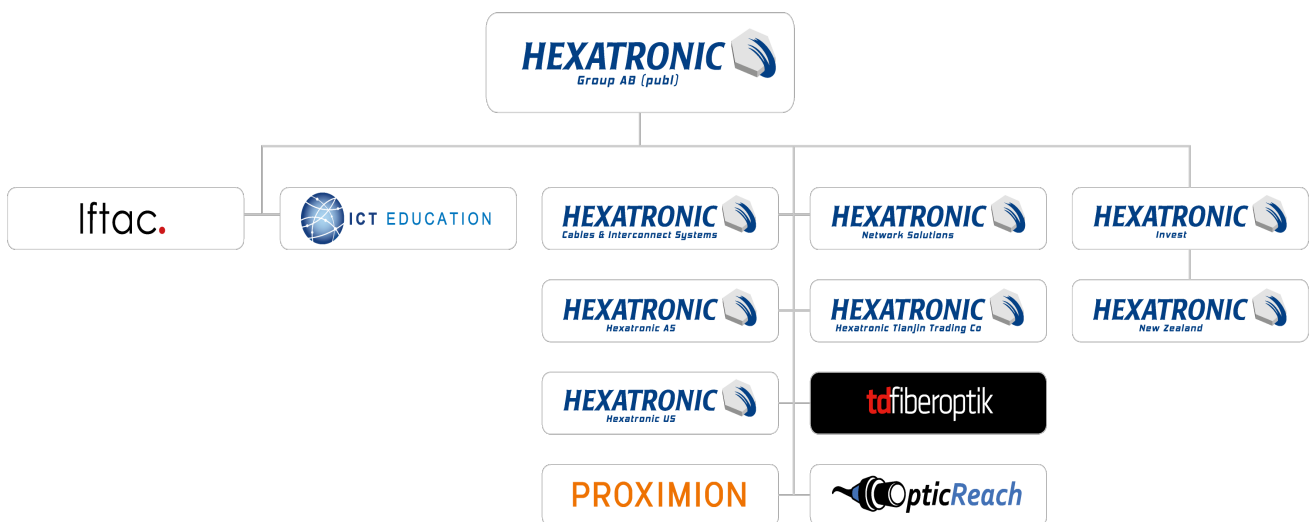 HEXATRONIC
Group AB (publ)
Iftac.
ICT EDUCATION
HEXATRONIC
Cables & Interconnect Systems
HEXATRONIC
Network Solutions
HEXATRONIC
Invest
HEXATRONIC
Hexatronic AS
HEXATRONIC
Hexatronic Tianjin Trading Co
HEXATRONIC
New Zealand
HEXATRONIC
Hexatronic US
tdfiberoptik
PROXIMION
OpticReach